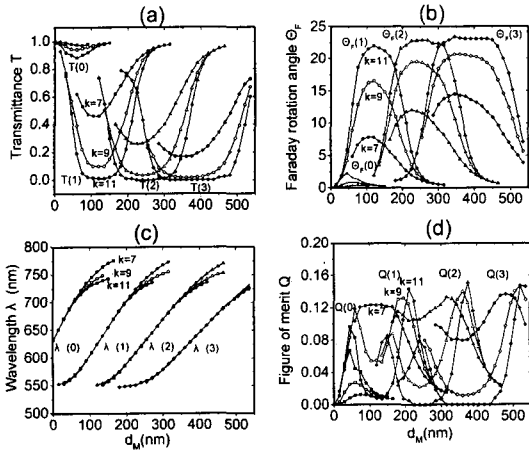 (a)
Transmittance T
1.0
0.8
0.6
0.4
0.2
0.0
T(0)
k=7
k=9
T(1)
k=11
T(2)
T(3)
0 100 200 300 400 500
(b)
Faraday rotation angle Θ_F
25
20
15
10
5
0
Θ_F(1)
Θ_F(2)
Θ_F(3)
k=11
k=9
k=7
Θ_F(0)
0 100 200 300 400 500
(c)
Wavelength λ (nm)
800
750
700
650
600
550
500
k=7
k=9
k=11
λ (0)
λ (1)
λ (2)
λ (3)
0 100 200 300 400 500
d_M(nm)
(d)
Figure of merit Q
0.20
0.16
0.12
0.08
0.04
0.00
Q(0)
Q(1)
Q(2)
Q(3)
k=11
k=9
k=7
0 100 200 300 400 500
d_M(nm)